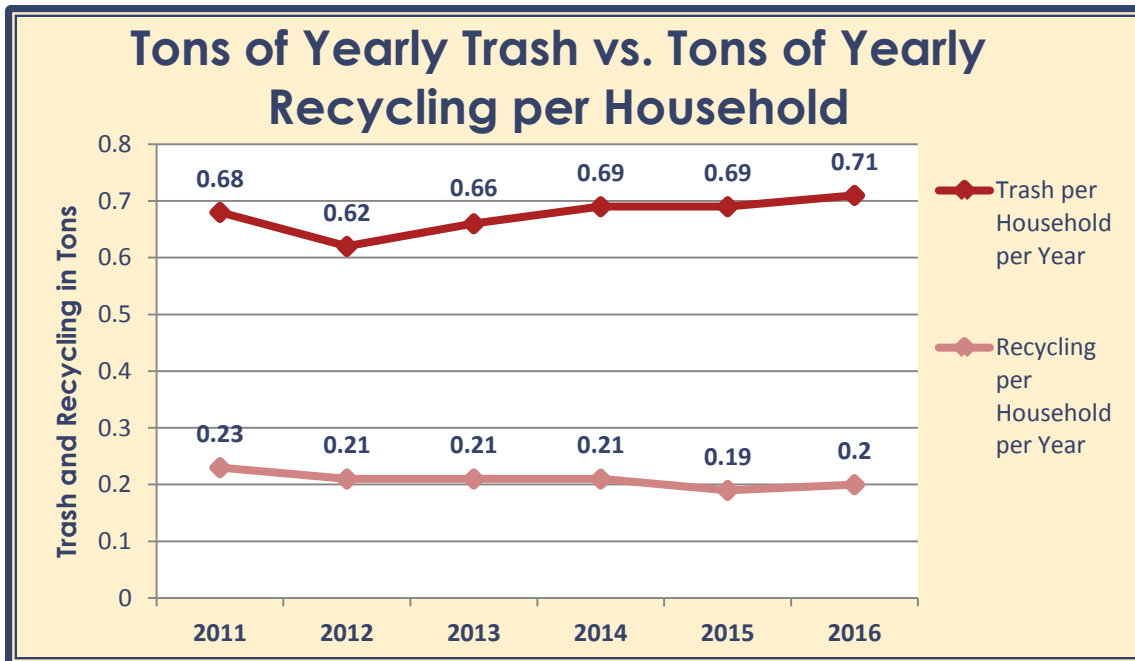 Tons of Yearly Trash vs. Tons of Yearly
Recycling per Household
Trash and Recycling in Tons
0.8
0.7
0.6
0.5
0.4
0.3
0.2
0.1
0
0.68
0.62
0.66
0.69
0.69
0.71
0.23
0.21
0.21
0.21
0.19
0.2
2011
2012
2013
2014
2015
2016
Trash per
Household
per Year
Recycling
per
Household
per Year